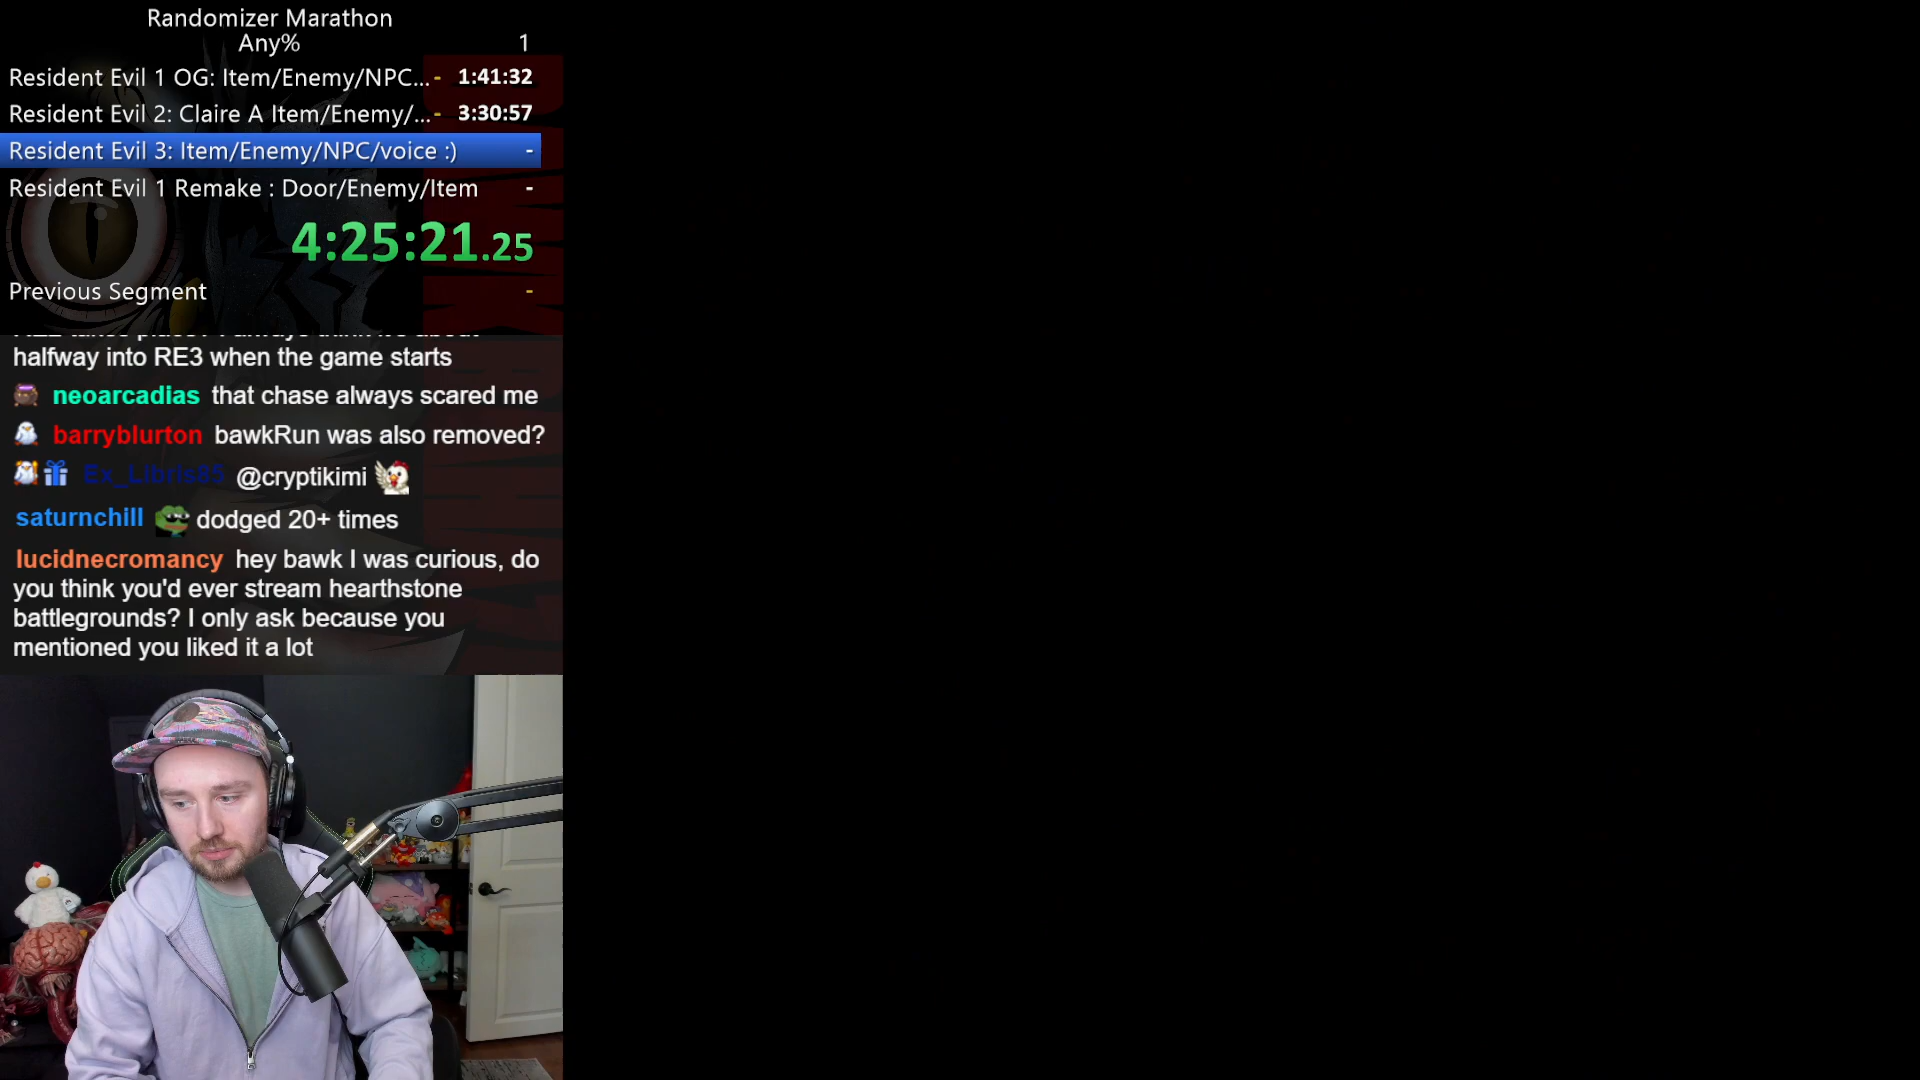 Randomizer Marathon
Any% 1
Resident Evil 1 OG: Item/Enemy/NPC... - 1:41:32
Resident Evil 2: Claire A Item/Enemy/... - 3:30:57
Resident Evil 3: Item/Enemy/NPC/voice :) -
Resident Evil 1 Remake : Door/Enemy/Item -
4:25:21.25
Previous Segment -
halfway into RE3 when the game starts
neoarcadias that chase always scared me
barryblurton bawkRun was also removed?
Ex_Libris85 @cryptikimi
saturnchill dodged 20+ times
lucidnecromancy hey bawk I was curious, do
you think you'd ever stream hearthstone
battlegrounds? I only ask because you
mentioned you liked it a lot